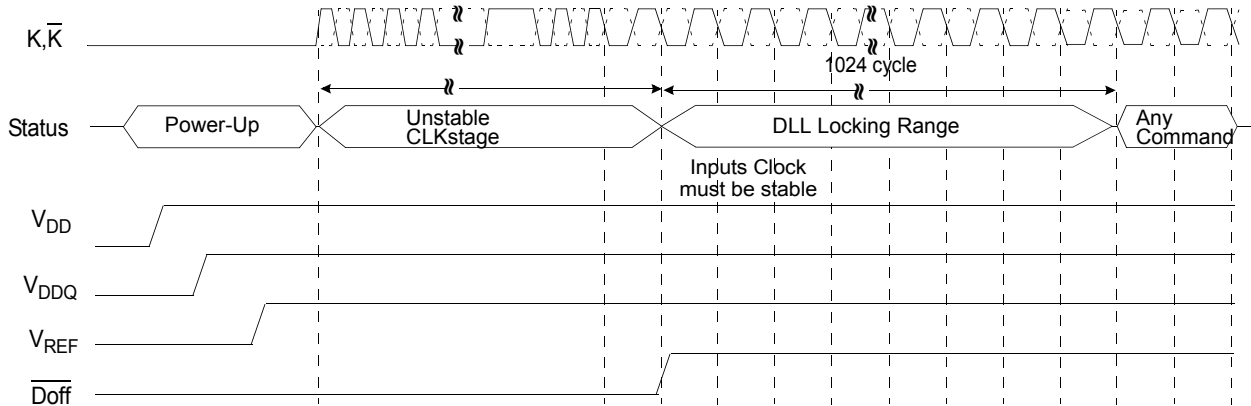 K,K̅
1024 cycle
Status
Power-Up
Unstable
CLKstage
DLL Locking Range
Any
Command
Inputs Clock
must be stable
VDD
VDDQ
VREF
D̅o̅f̅f̅